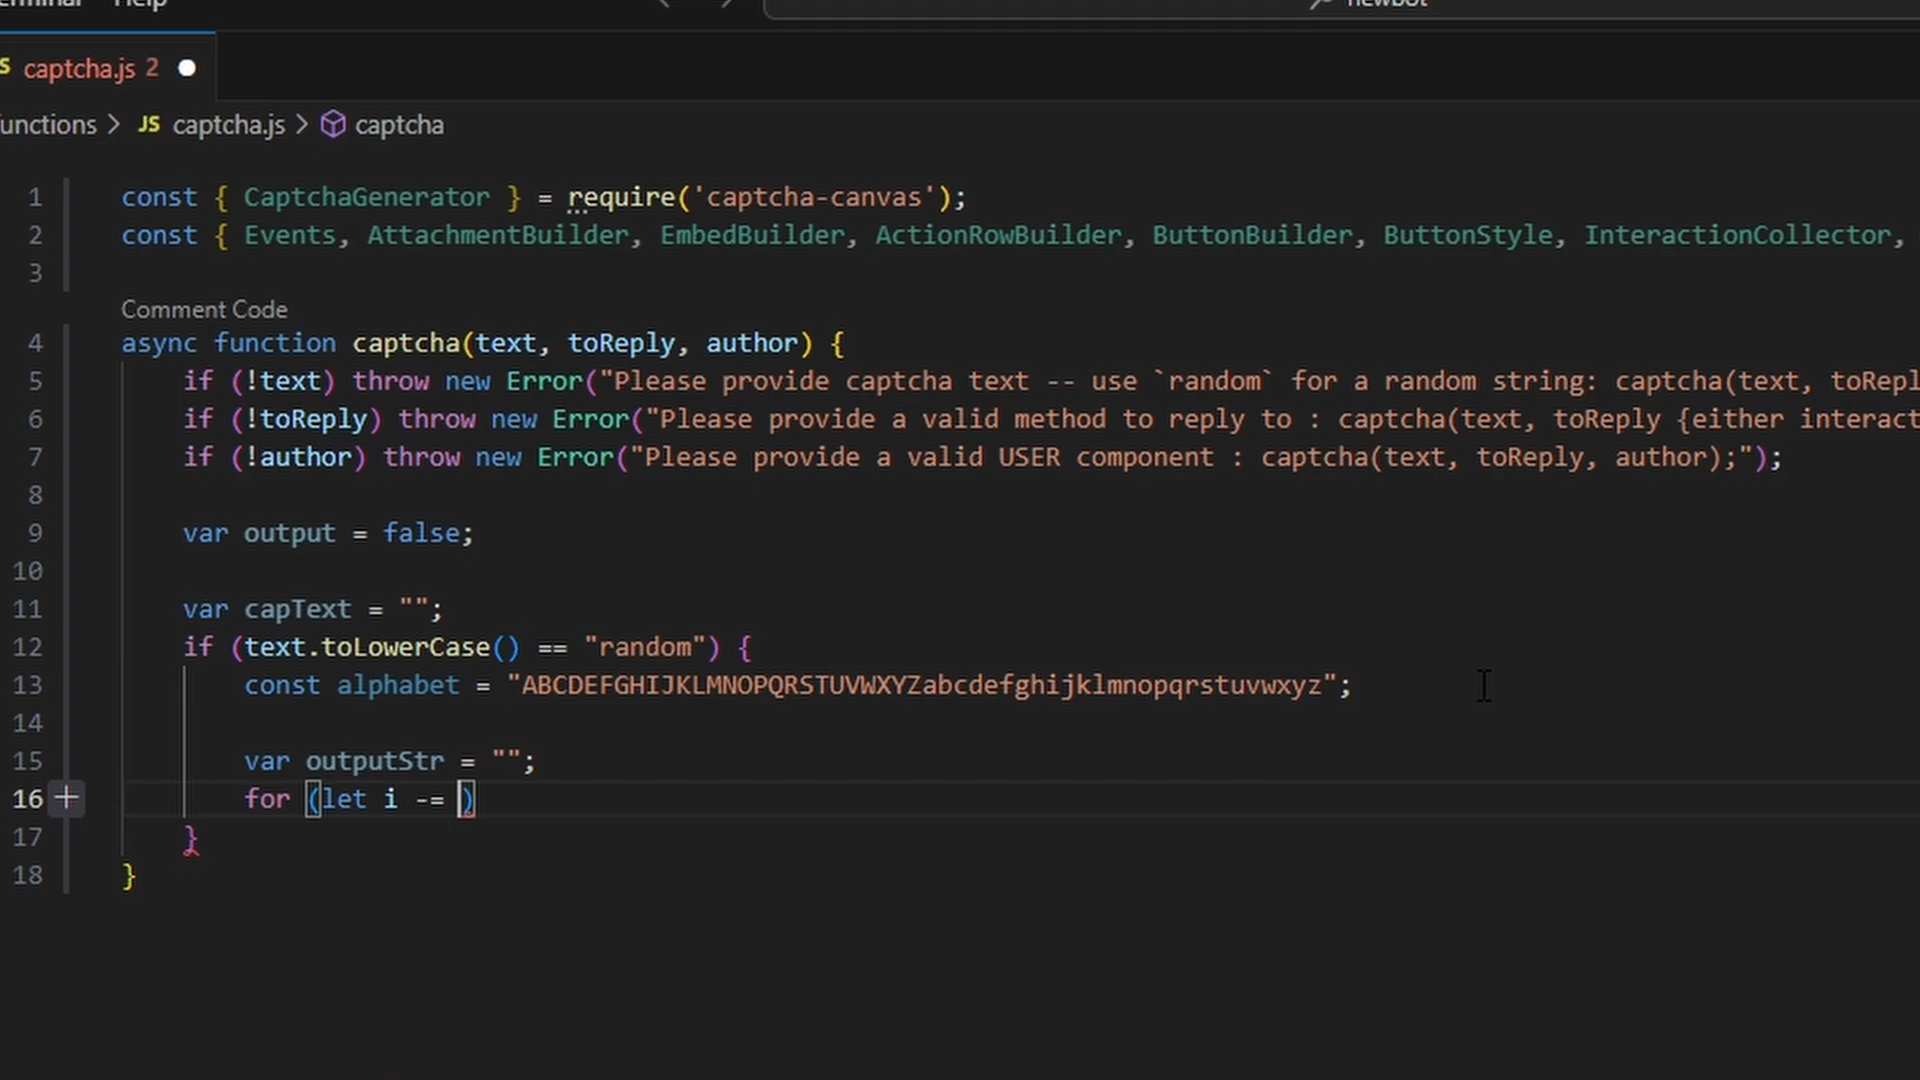 Help
newbot
captcha.js 2
JS captcha.js > captcha
1 const { CaptchaGenerator } = require('captcha-canvas');
2 const { Events, AttachmentBuilder, EmbedBuilder, ActionRowBuilder, ButtonBuilder, ButtonStyle, InteractionCollector,
3
Comment Code
4 async function captcha(text, toReply, author) {
5 if (!text) throw new Error("Please provide captcha text -- use `random` for a random string: captcha(text, toRepl
6 if (!toReply) throw new Error("Please provide a valid method to reply to : captcha(text, toReply {either interact
7 if (!author) throw new Error("Please provide a valid USER component : captcha(text, toReply, author);");
8
9 var output = false;
10
11 var capText = "";
12 if (text.toLowerCase() == "random") {
13 const alphabet = "ABCDEFGHIJKLMNOPQRSTUVWXYZabcdefghijklmnopqrstuvwxyz";
14
15 var outputStr = "";
16 for (let i -= )
17 }
18 }